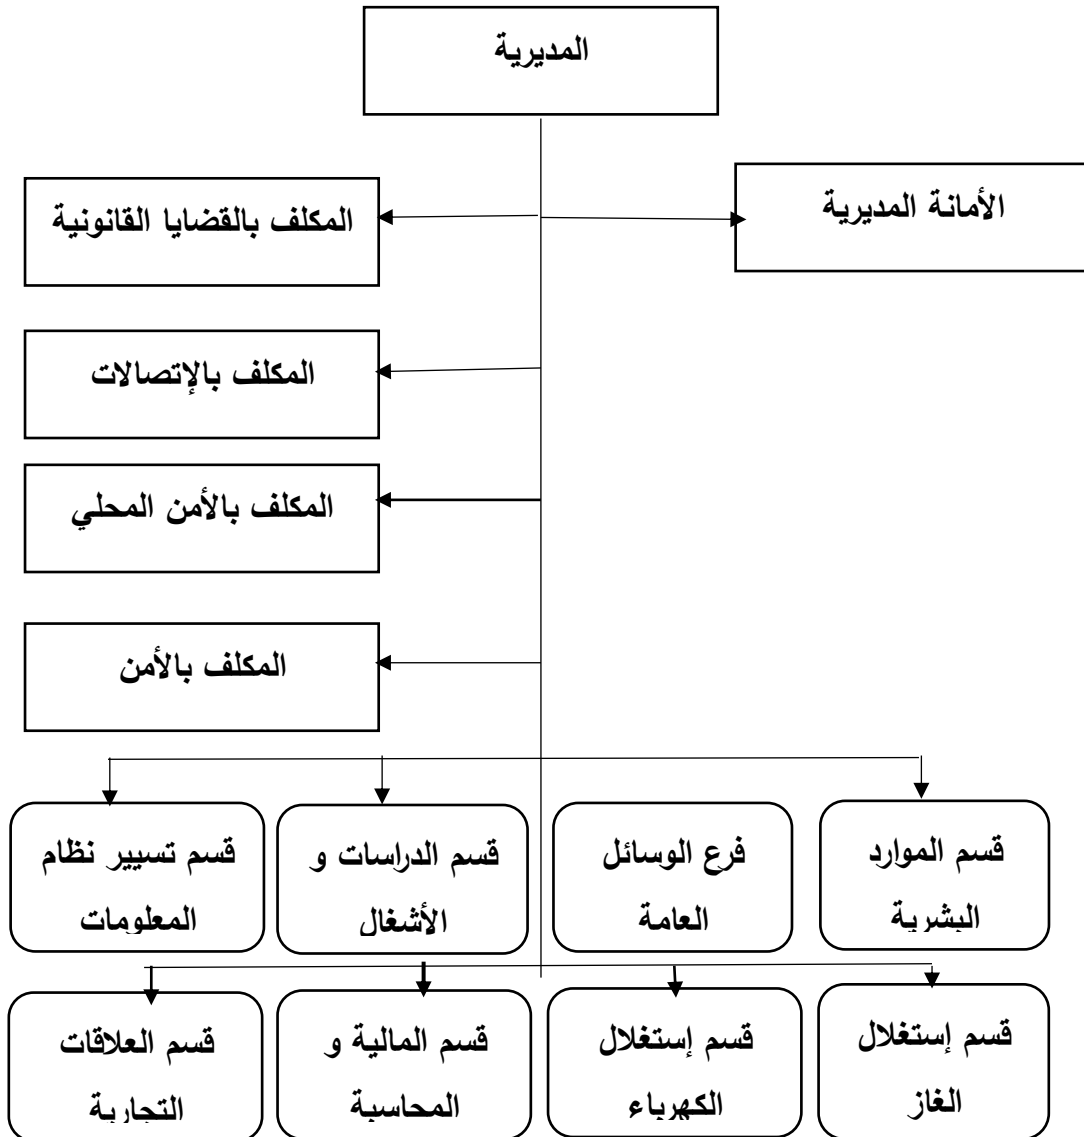 المديرية
الأمانة المديرية
المكلف بالقضايا القانونية
المكلف بالإتصالات
المكلف بالأمن المحلي
المكلف بالأمن
قسم الموارد
البشرية
فرع الوسائل
العامة
قسم الدراسات و
الأشغال
قسم تسيير نظام
المعلومات
قسم إستغلال
الغاز
قسم إستغلال
الكهرباء
قسم المالية و
المحاسبة
قسم العلاقات
التجارية